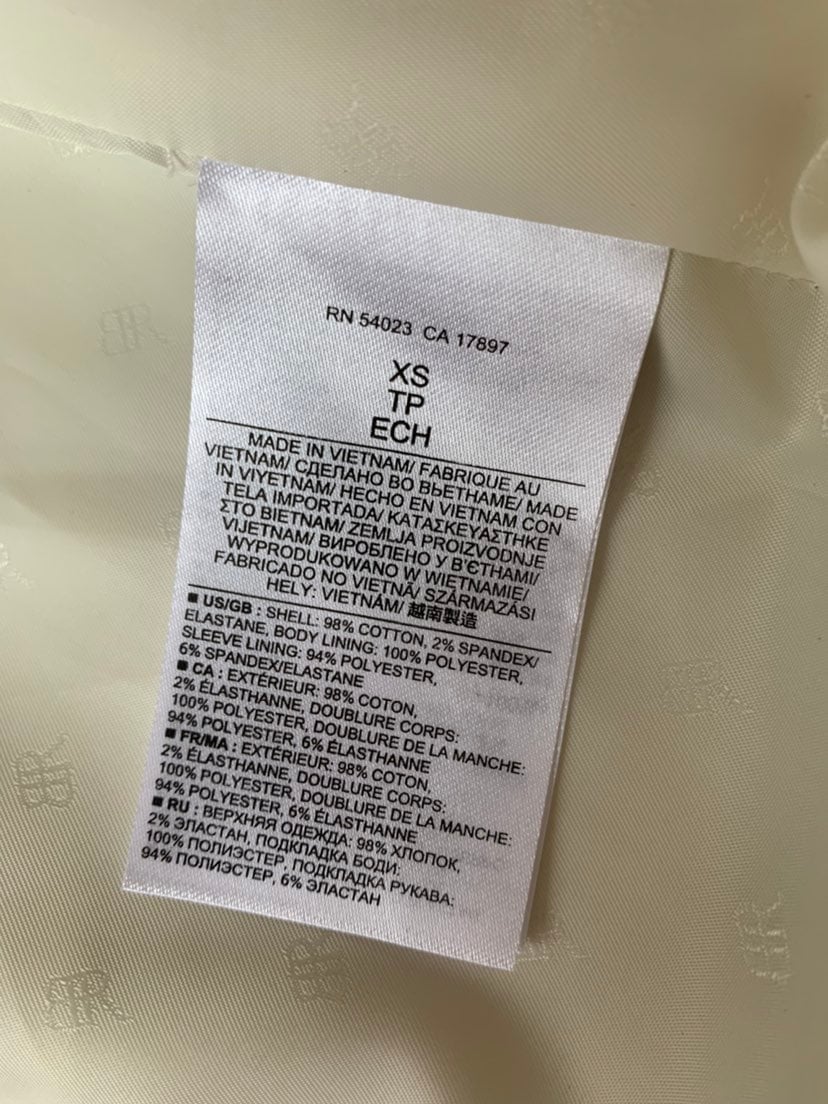 RN 54023 CA 17897
XS
TP
ECH
MADE IN VIETNAM/ FABRIQUE AU
VIETNAM/ СДЕЛАНО ВО ВЬЕТНАМЕ/ MADE
IN VIYETNAM/ HECHO EN VIETNAM CON
TELA IMPORTADA/ ΚΑΤΑΣΚΕΥΑΣΤΗΚΕ
ΣΤΟ ΒΙΕΤΝΑΜ/ ZEMLJA PROIZVODNJE
VIJETNAM/ ВИРОБЛЕНО У В'ЄТНАМІ/
WYPRODUKOWANO W WIETNAMIE/
FABRICADO NO VIETNÃ/ SZÁRMAZÁSI
HELY: VIETNÁM/ 越南製造
■ US/GB : SHELL: 98% COTTON, 2% SPANDEX/
ELASTANE, BODY LINING: 100% POLYESTER,
SLEEVE LINING: 94% POLYESTER,
6% SPANDEX/ELASTANE
■ CA : EXTÉRIEUR: 98% COTON,
2% ÉLASTHANNE, DOUBLURE CORPS:
100% POLYESTER, DOUBLURE DE LA MANCHE:
94% POLYESTER, 6% ÉLASTHANNE
■ FR/MA : EXTÉRIEUR: 98% COTON,
2% ÉLASTHANNE, DOUBLURE CORPS:
100% POLYESTER, DOUBLURE DE LA MANCHE:
94% POLYESTER, 6% ÉLASTHANNE
■ RU : ВЕРХНЯЯ ОДЕЖДА: 98% ХЛОПОК,
2% ЭЛАСТАН, ПОДКЛАДКА БОДИ:
100% ПОЛИЭСТЕР, ПОДКЛАДКА РУКАВА:
94% ПОЛИЭСТЕР, 6% ЭЛАСТАН